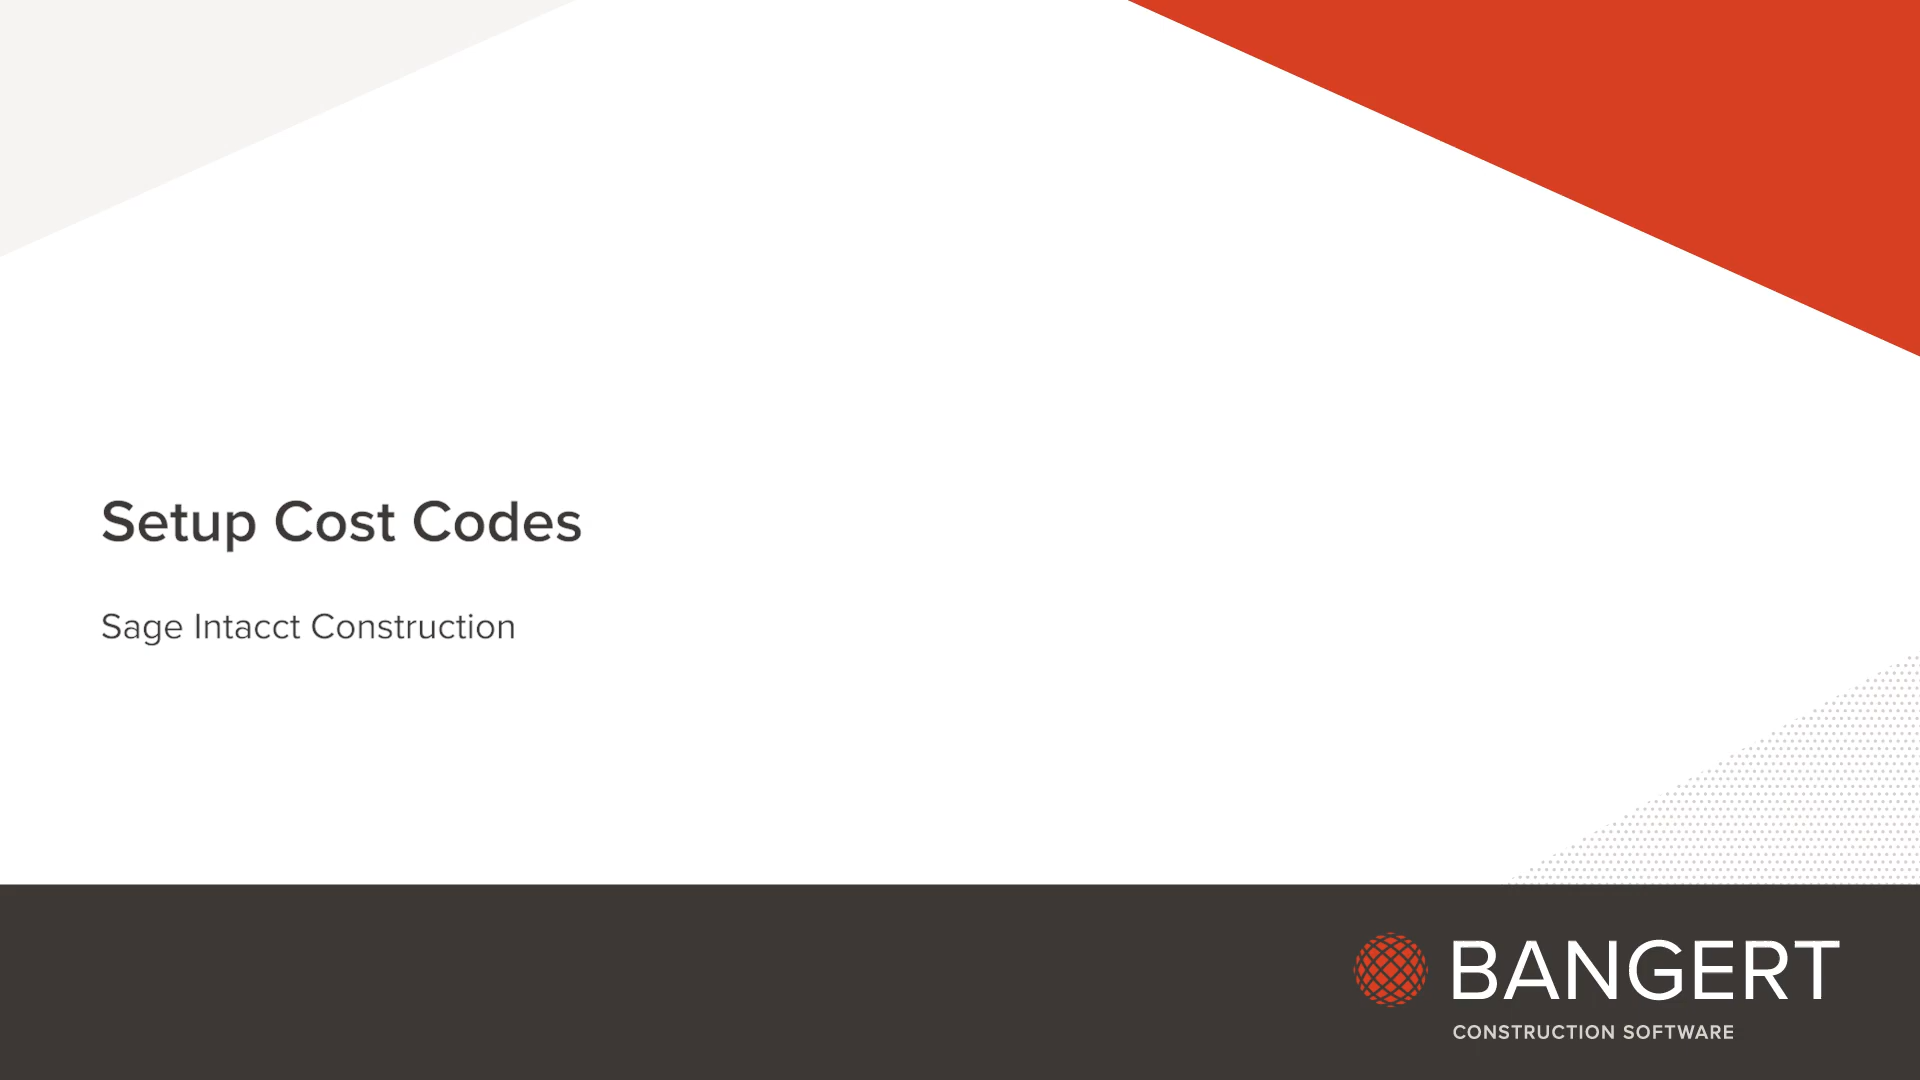 Setup Cost Codes
Sage Intacct Construction
BANGERT
CONSTRUCTION SOFTWARE